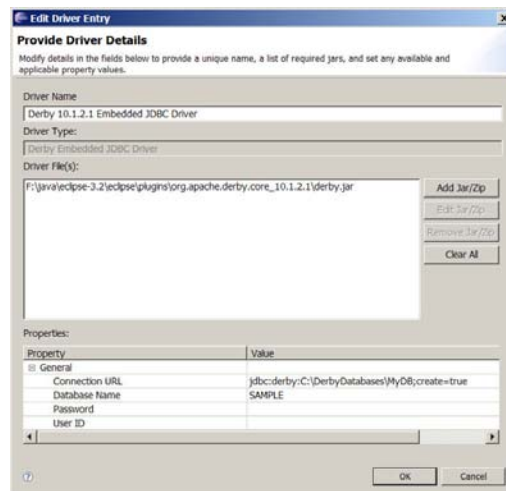 Edit Driver Entry
Provide Driver Details
Modify details in the fields below to provide a unique name, a list of required jars, and set any available and
applicable property values.
Driver Name
Derby 10.1.2.1 Embedded JDBC Driver
Driver Type:
Derby Embedded JDBC Driver
Driver File(s):
F:\java\eclipse-3.2\eclipse\plugins\org.apache.derby.core_10.1.2.1\derby.jar
Add Jar/Zip
Edit Jar/Zip
Remove Jar/Zip
Clear All
Properties:
Property Value
General
Connection URL jdbc:derby:C:\DerbyDatabases\MyDB;create=true
Database Name SAMPLE
Password
User ID
OK Cancel